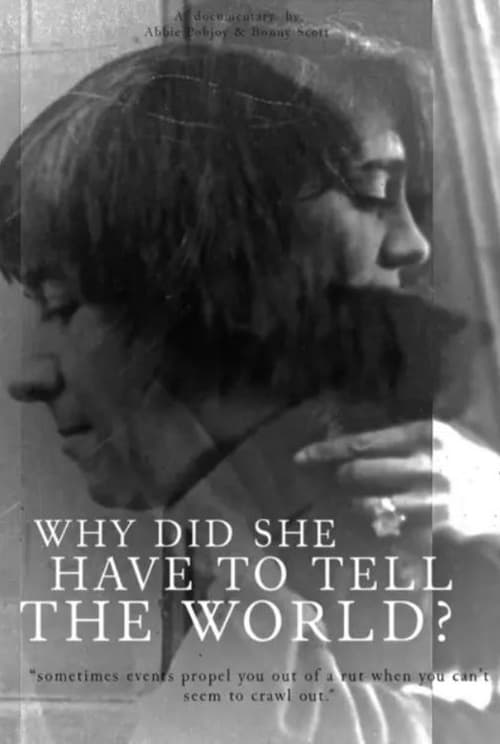 A documentary by
Abbie Pobjoy & Bonny Scott
WHY DID SHE
HAVE TO TELL
THE WORLD?
"sometimes events propel you out of a rut when you can't
seem to crawl out."